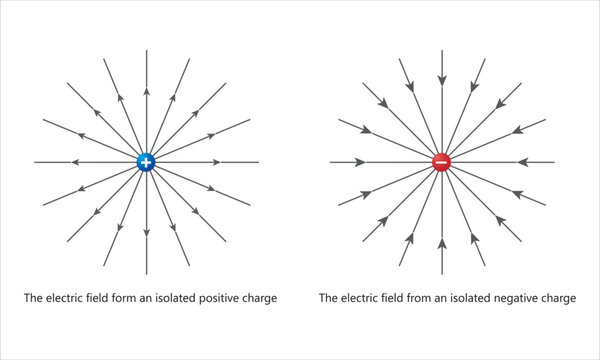 +
−
The electric field form an isolated positive charge
The electric field from an isolated negative charge